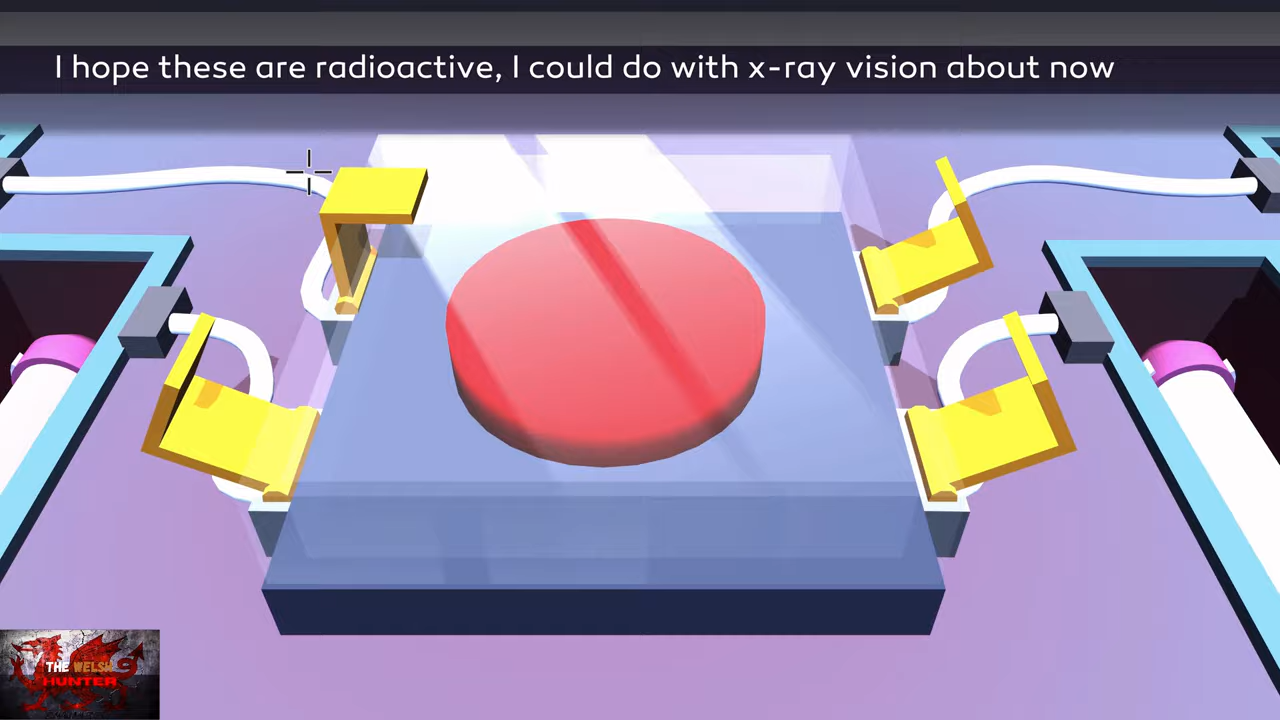 I hope these are radioactive, I could do with x-ray vision about now
THE WELSH
HUNTER